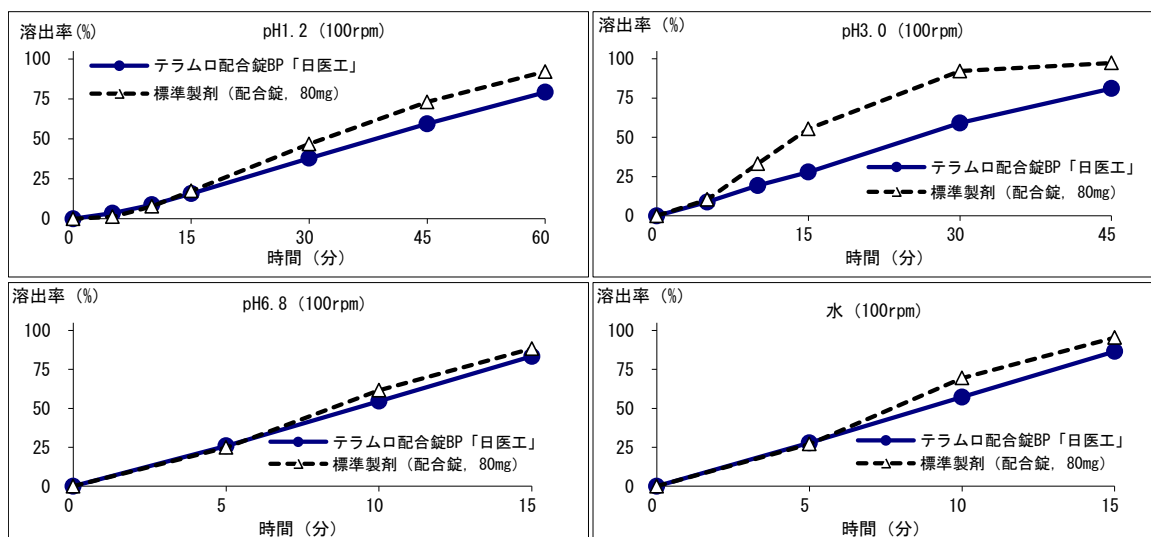 溶出率(%)
pH1.2 (100rpm)
100
75
50
25
0
テラムロ配合錠BP「日医工」
標準製剤（配合錠, 80mg）
0
15
30
45
60
時間（分）
溶出率 (%)
pH3.0 (100rpm)
100
75
50
25
0
テラムロ配合錠BP「日医工」
標準製剤（配合錠, 80mg）
0
15
30
45
時間（分）
溶出率 (%)
pH6.8 (100rpm)
100
75
50
25
0
テラムロ配合錠BP「日医工」
標準製剤（配合錠, 80mg）
0
5
10
15
時間（分）
溶出率 (%)
水 (100rpm)
100
75
50
25
0
テラムロ配合錠BP「日医工」
標準製剤（配合錠, 80mg）
0
5
10
15
時間（分）